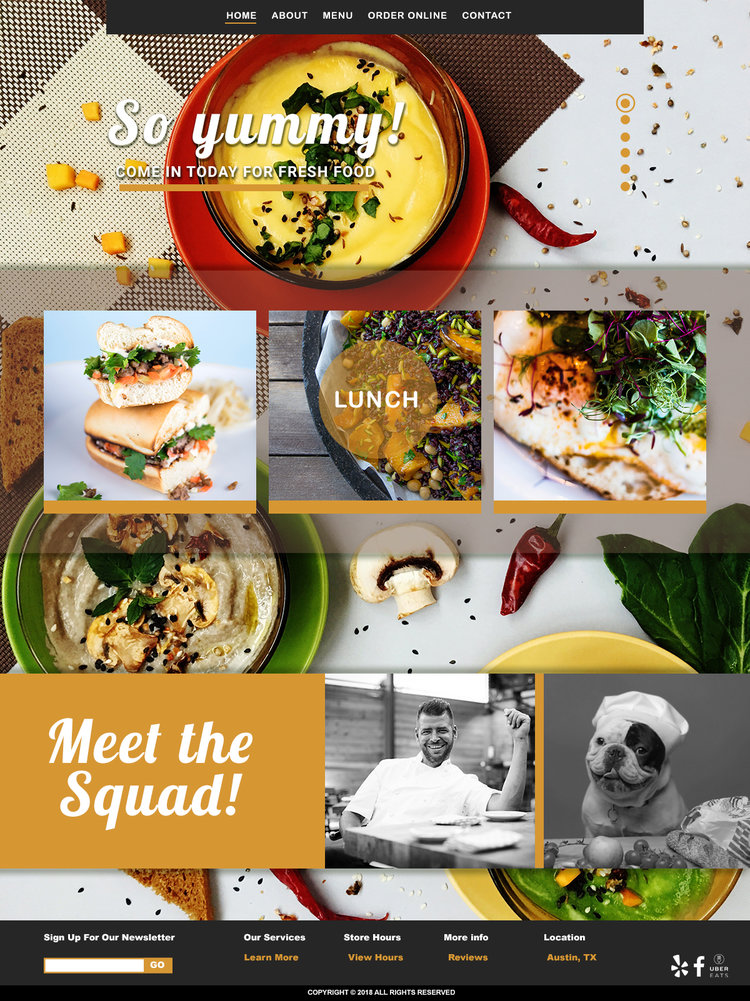 HOME ABOUT MENU ORDER ONLINE CONTACT
So yummy!
COME IN TODAY FOR FRESH FOOD
LUNCH
Meet the
Squad!
Sign Up For Our Newsletter
GO
Our Services
Learn More
Store Hours
View Hours
More info
Reviews
Location
Austin, TX
UBER
EATS
COPYRIGHT © 2018 ALL RIGHTS RESERVED